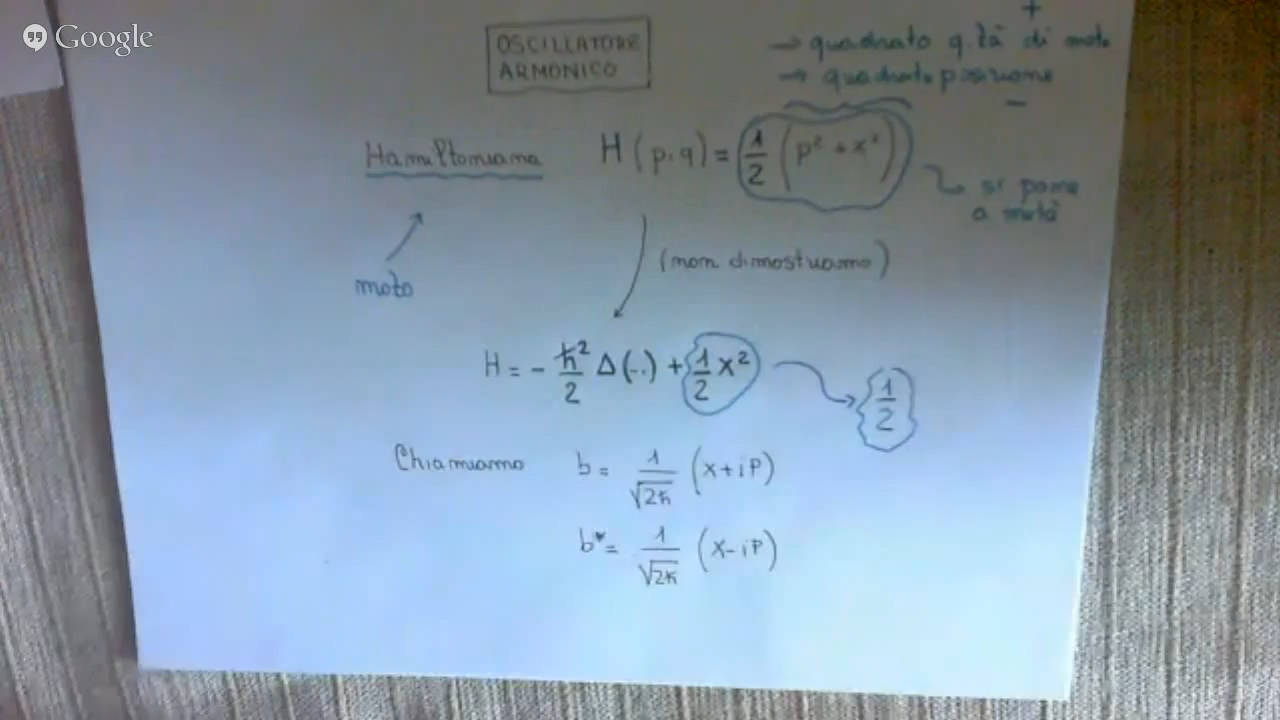 Google
OSCILLATORE
ARMONICO
+
→ quadrato q.tà di moto
→ quadrato posizione
−
Hamiltoniana
H(p,q) = 1/2 (p² + x²)
si pone
a metà
moto
(non dimostriamo)
H = - ħ²/2 Δ(..) + 1/2 x²
1/2
Chiamiamo b = 1/√2ħ (x+iP)
b* = 1/√2ħ (x-iP)